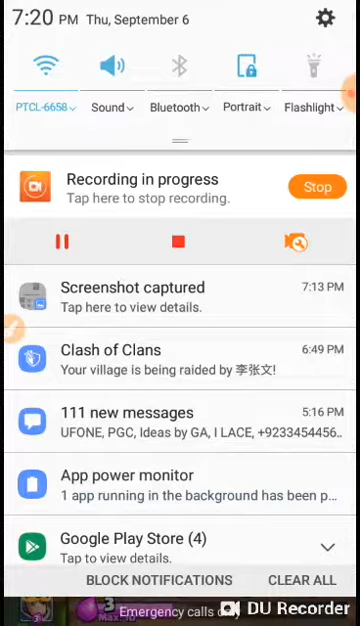 7:20 PM Thu, September 6
PTCL-6658 Sound Bluetooth Portrait Flashlight
Recording in progress
Stop
Tap here to stop recording.
Screenshot captured 7:13 PM
Tap here to view details.
Clash of Clans 6:49 PM
Your village is being raided by 李张文!
111 new messages 5:16 PM
UFONE, PGC, Ideas by GA, I LACE, +9233454456...
App power monitor
1 app running in the background has been p...
Google Play Store (4)
Tap to view details.
BLOCK NOTIFICATIONS CLEAR ALL
Emergency calls
DU Recorder